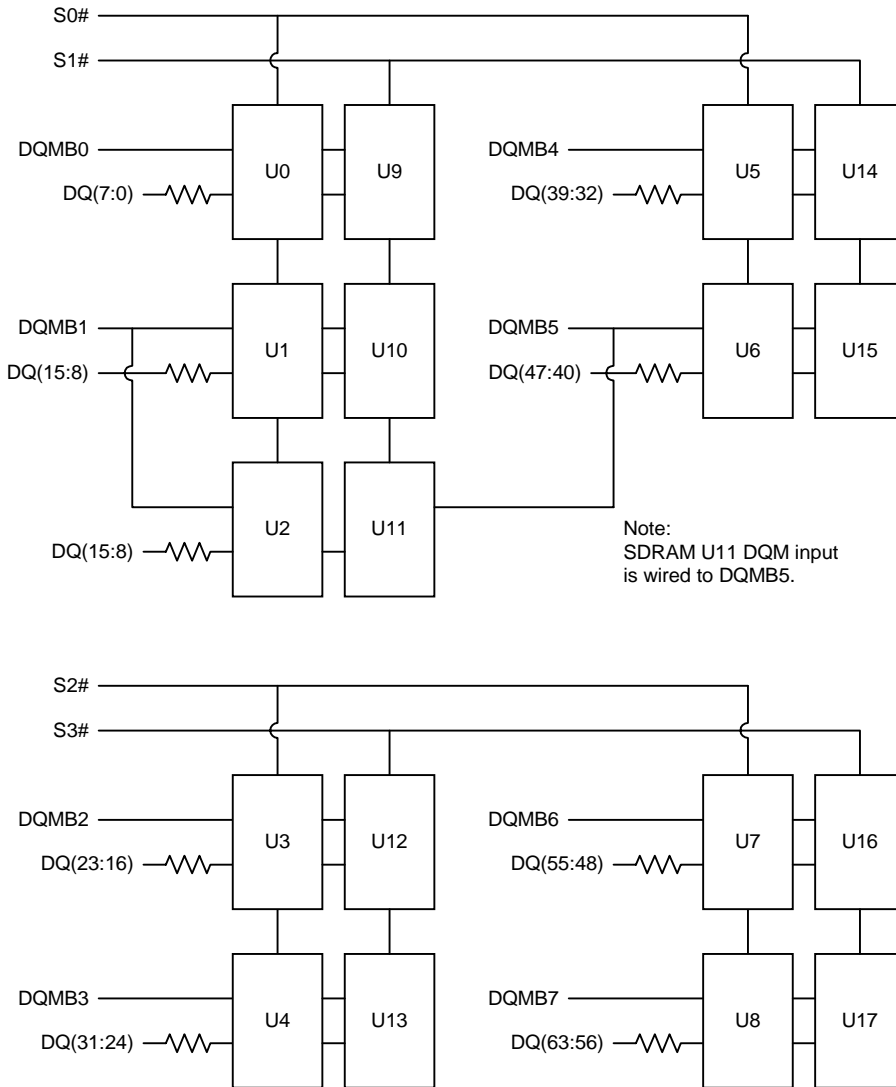 S0#
S1#
DQMB0
DQ(7:0)
U0
U9
DQMB4
DQ(39:32)
U5
U14
DQMB1
DQ(15:8)
U1
U10
DQMB5
DQ(47:40)
U6
U15
DQ(15:8)
U2
U11
Note:
SDRAM U11 DQM input
is wired to DQMB5.
S2#
S3#
DQMB2
DQ(23:16)
U3
U12
DQMB6
DQ(55:48)
U7
U16
DQMB3
DQ(31:24)
U4
U13
DQMB7
DQ(63:56)
U8
U17